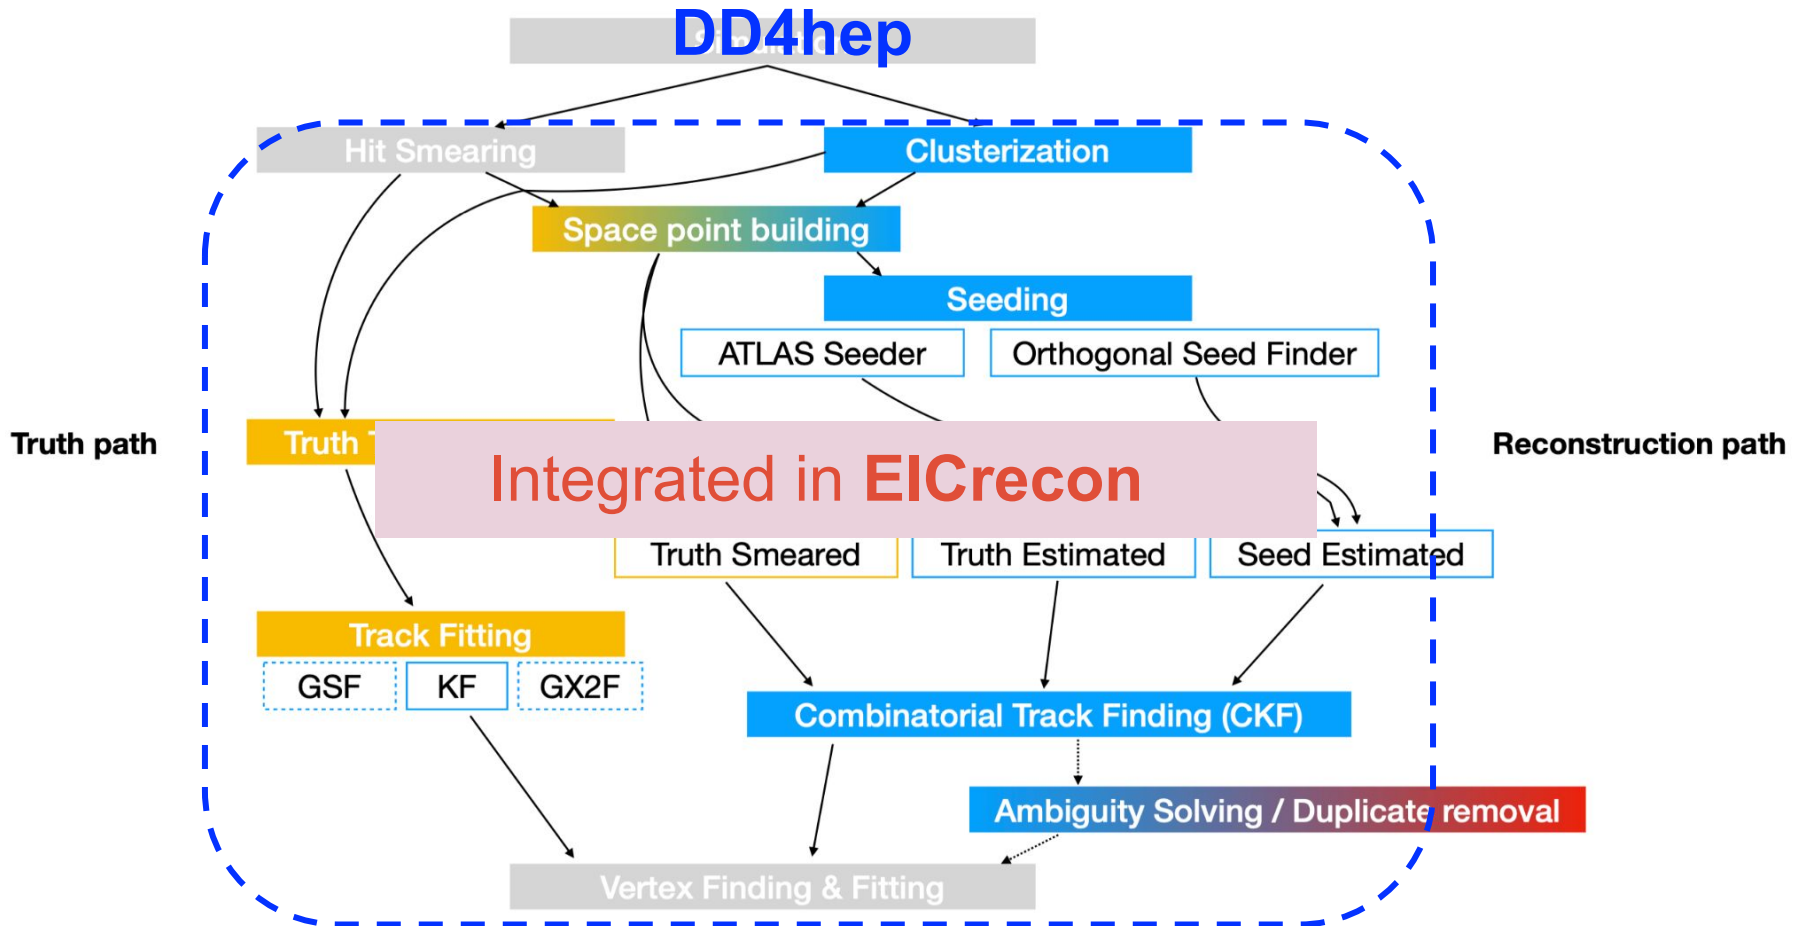 DD4hep
Hit Smearing
Clusterization
Space point building
Seeding
ATLAS Seeder
Orthogonal Seed Finder
Truth path
Truth
Integrated in EICrecon
Reconstruction path
Truth Smeared
Truth Estimated
Seed Estimated
Track Fitting
GSF
KF
GX2F
Combinatorial Track Finding (CKF)
Ambiguity Solving / Duplicate removal
Vertex Finding & Fitting